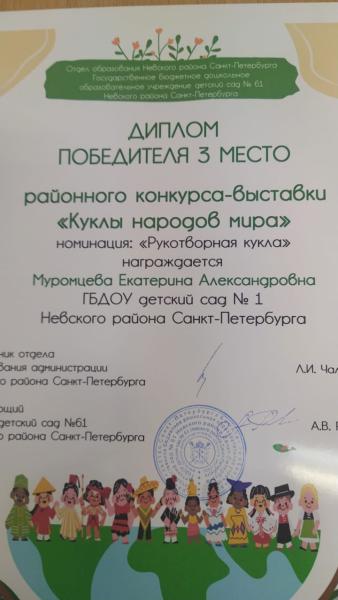 Отдел образования Невского района Санкт-Петербурга
Государственное бюджетное дошкольное
образовательное учреждение детский сад № 61
Невского района Санкт-Петербурга
ДИПЛОМ
ПОБЕДИТЕЛЯ 3 МЕСТО
районного конкурса-выставки
«Куклы народов мира»
номинация: «Рукотворная кукла»
награждается
Муромцева Екатерина Александровна
ГБДОУ детский сад № 1
Невского района Санкт-Петербурга
ник отдела
вания администрации
о района Санкт-Петербурга
Л.И. Чал
ющий
детский сад №61
о района Санкт-Петербурга
А.В.